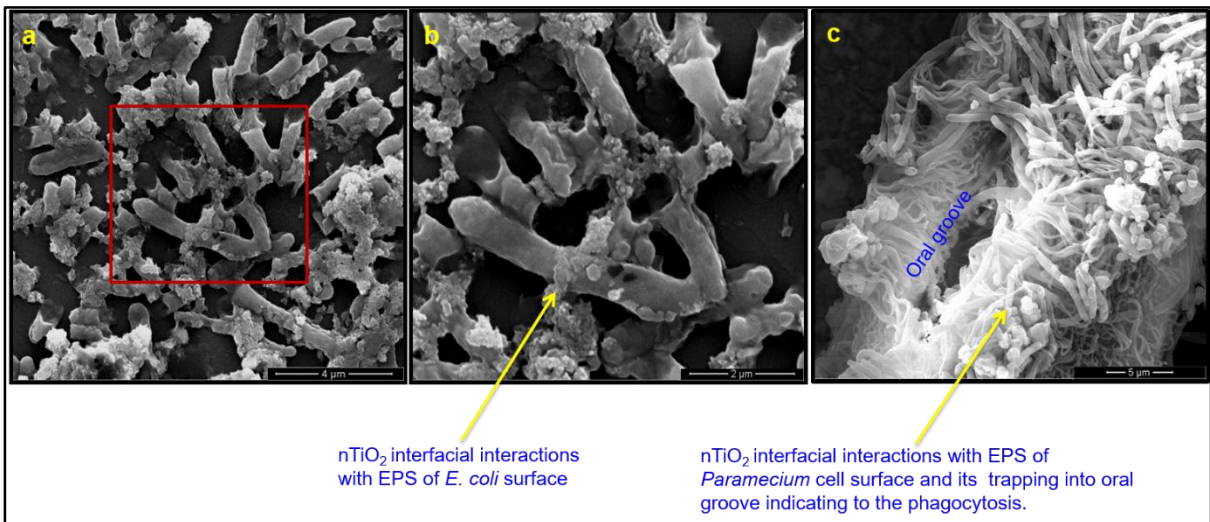 a
b
c
Oral groove
4 µm
2 µm
5 µm
nTiO₂ interfacial interactions
with EPS of E. coli surface
nTiO₂ interfacial interactions with EPS of
Paramecium cell surface and its trapping into oral
groove indicating to the phagocytosis.